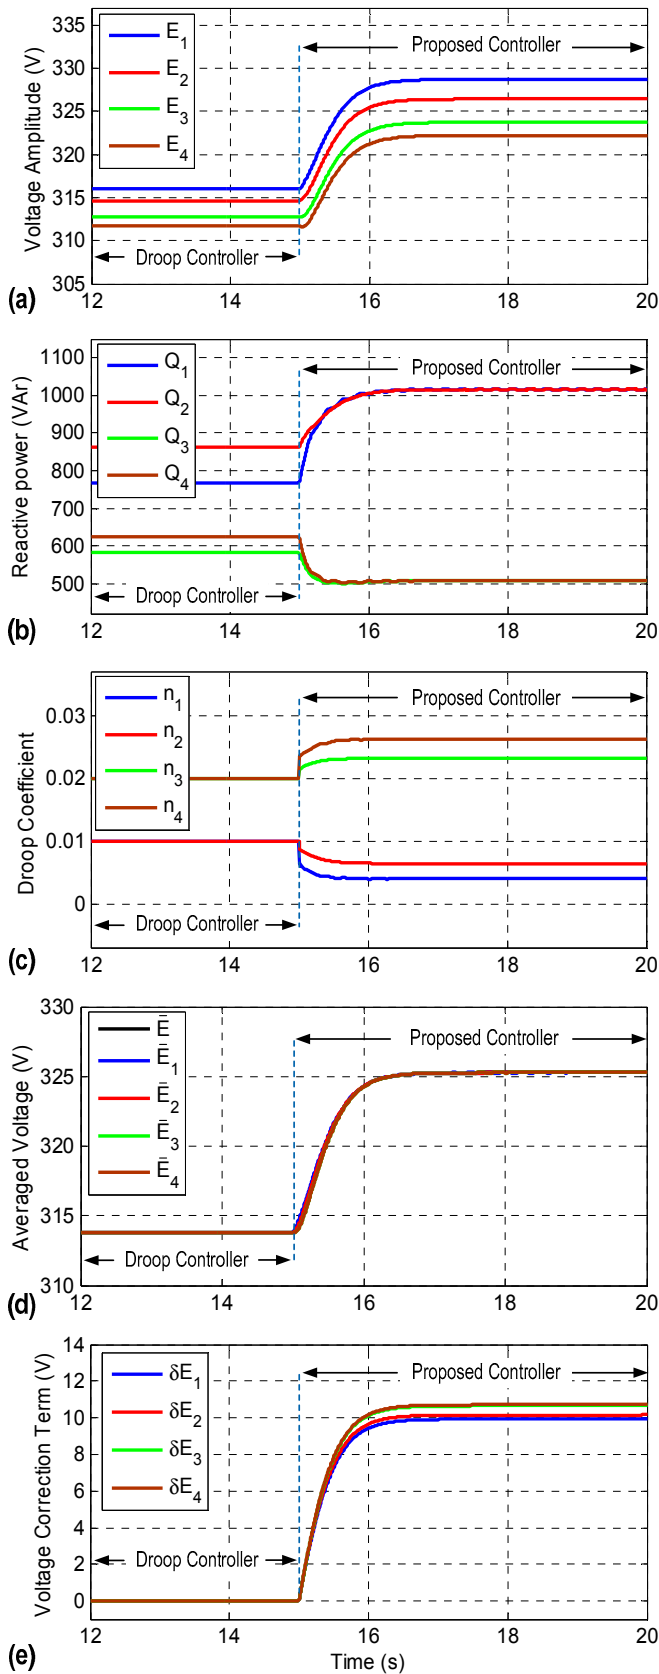 335
330
325
320
315
310
305
Voltage Amplitude (V)
E1
E2
E3
E4
Proposed Controller
Droop Controller
12 14 16 18 20
(a)
1100
1000
900
800
700
600
500
Reactive power (VAr)
Q1
Q2
Q3
Q4
Proposed Controller
Droop Controller
12 14 16 18 20
(b)
0.03
0.02
0.01
0
Droop Coefficient
n1
n2
n3
n4
Proposed Controller
Droop Controller
12 14 16 18 20
(c)
330
325
320
315
310
Averaged Voltage (V)
Ē
Ē1
Ē2
Ē3
Ē4
Proposed Controller
Droop Controller
12 14 16 18 20
(d)
14
12
10
8
6
4
2
0
Voltage Correction Term (V)
δE1
δE2
δE3
δE4
Proposed Controller
Droop Controller
12 14 16 18 20
Time (s)
(e)